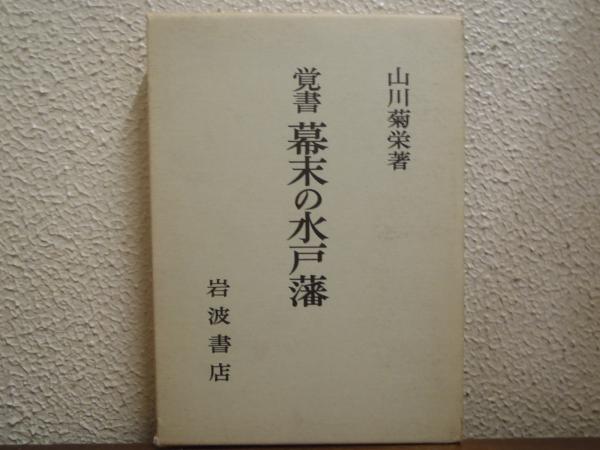 山川菊栄著
覚書 幕末の水戸藩
岩波書店